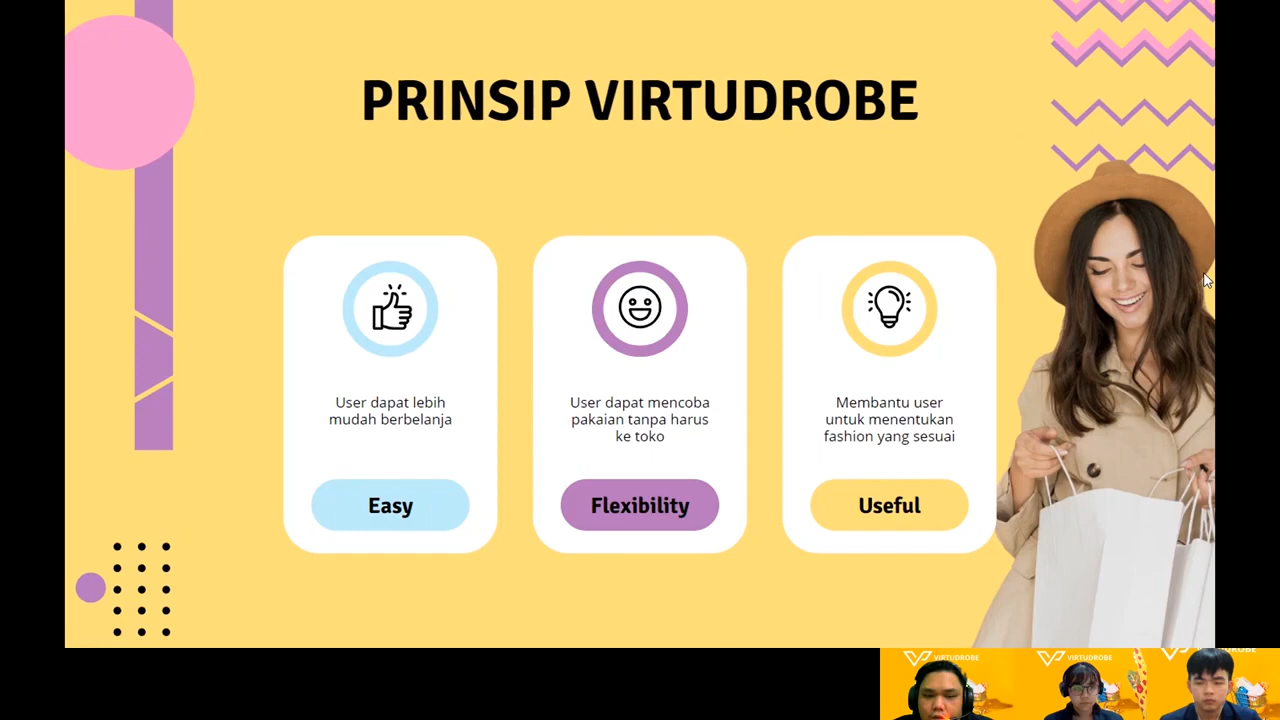 PRINSIP VIRTUDROBE
User dapat lebih
mudah berbelanja
Easy
User dapat mencoba
pakaian tanpa harus
ke toko
Flexibility
Membantu user
untuk menentukan
fashion yang sesuai
Useful
VIRTUDROBE
VIRTUDROBE